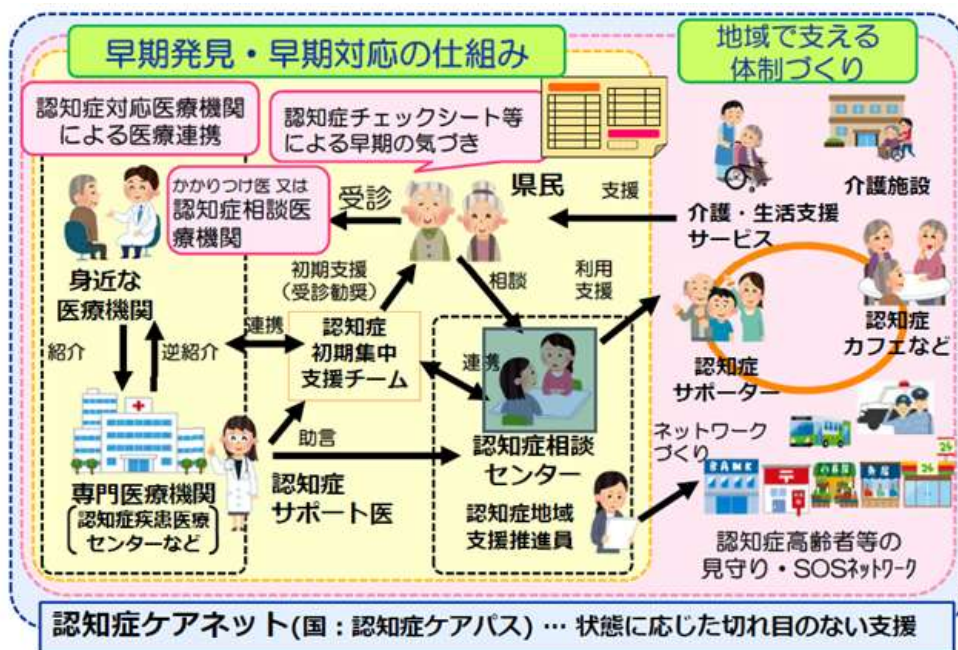 早期発見・早期対応の仕組み
地域で支える
体制づくり
認知症対応医療機関
による医療連携
認知症チェックシート等
による早期の気づき
かかりつけ医 又は
認知症相談医
療機関
受診
県民
支援
介護施設
介護・生活支援
サービス
身近な
医療機関
初期支援
(受診勧奨)
相談
利用
支援
紹介
逆紹介
連携
認知症
初期集中
支援チーム
連携
認知症
カフェなど
認知症
サポーター
助言
認知症相談
センター
ネットワーク
づくり
BANK
24
専門医療機関
認知症疾患医療
センターなど
認知症
サポート医
認知症地域
支援推進員
認知症高齢者等の
見守り・SOSネットワーク
認知症ケアネット(国：認知症ケアパス) … 状態に応じた切れ目のない支援